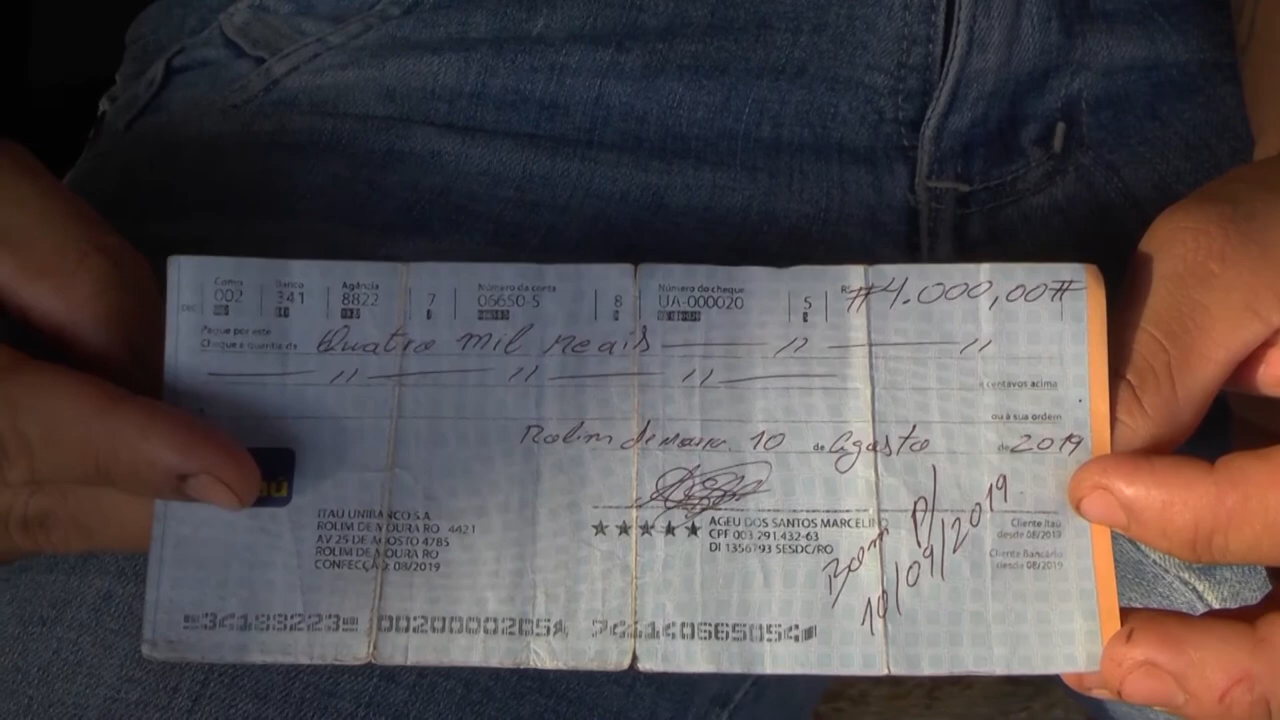 Comp Banco Agência Número da conta Número do cheque R$
002 341 8822 7 06650-5 8 UA-000020 5 #4.000,00#
Pague por este
Cheque a quantia de Quatro mil reais
e centavos acima
ou à sua ordem
Rolim de Moura, 10 de Agosto de 2019
ITAÚ UNIBANCO S.A.
ROLIM DE MOURA RO 4421
AV 25 DE AGOSTO 4785
ROLIM DE MOURA RO
CONFECÇÃO: 08/2019
AGEU DOS SANTOS MARCELINO
CPF 003.291.432-63
DI 1356793 SESDC/RO
Bom P/
10/09/2019
Cliente Itaú
desde 08/2019
Cliente Bancário
desde 08/2019